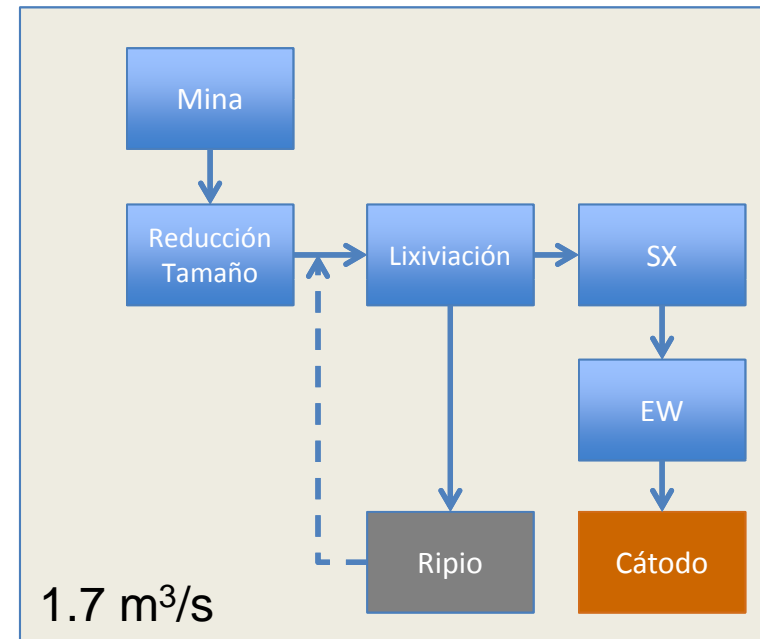 Mina
Reducción
Tamaño
Lixiviación
SX
EW
Ripio
Cátodo
1.7 m³/s